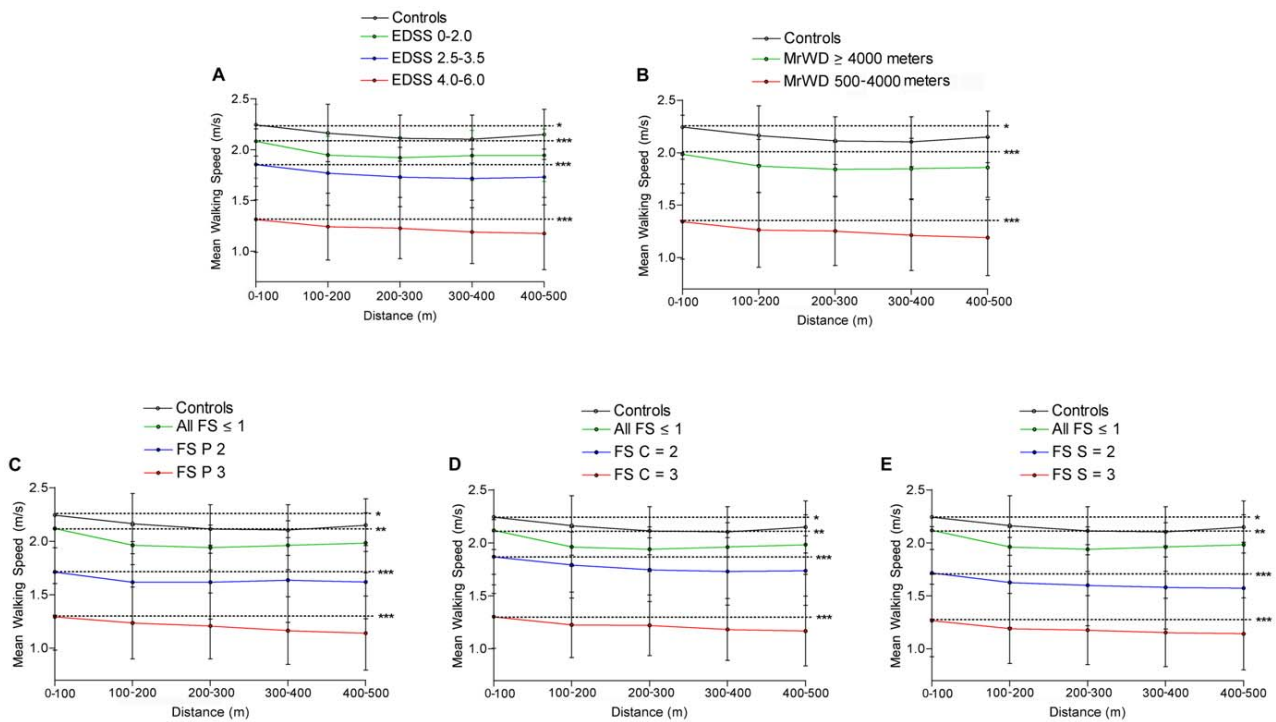 A
Controls
EDSS 0-2.0
EDSS 2.5-3.5
EDSS 4.0-6.0
Mean Walking Speed (m/s)
2.5
2.0
1.5
1.0
*
***
***
***
0-100 100-200 200-300 300-400 400-500
Distance (m)
B
Controls
MrWD ≥ 4000 meters
MrWD 500-4000 meters
Mean Walking Speed (m/s)
2.5
2.0
1.5
1.0
*
***
***
0-100 100-200 200-300 300-400 400-500
Distance (m)
C
Controls
All FS ≤ 1
FS P 2
FS P 3
Mean Walking Speed (m/s)
2.5
2.0
1.5
1.0
*
**
***
***
0-100 100-200 200-300 300-400 400-500
Distance (m)
D
Controls
All FS ≤ 1
FS C = 2
FS C = 3
Mean Walking Speed (m/s)
2.5
2.0
1.5
1.0
*
**
***
***
0-100 100-200 200-300 300-400 400-500
Distance (m)
E
Controls
All FS ≤ 1
FS S = 2
FS S = 3
Mean Walking Speed (m/s)
2.5
2.0
1.5
1.0
*
**
***
***
0-100 100-200 200-300 300-400 400-500
Distance (m)